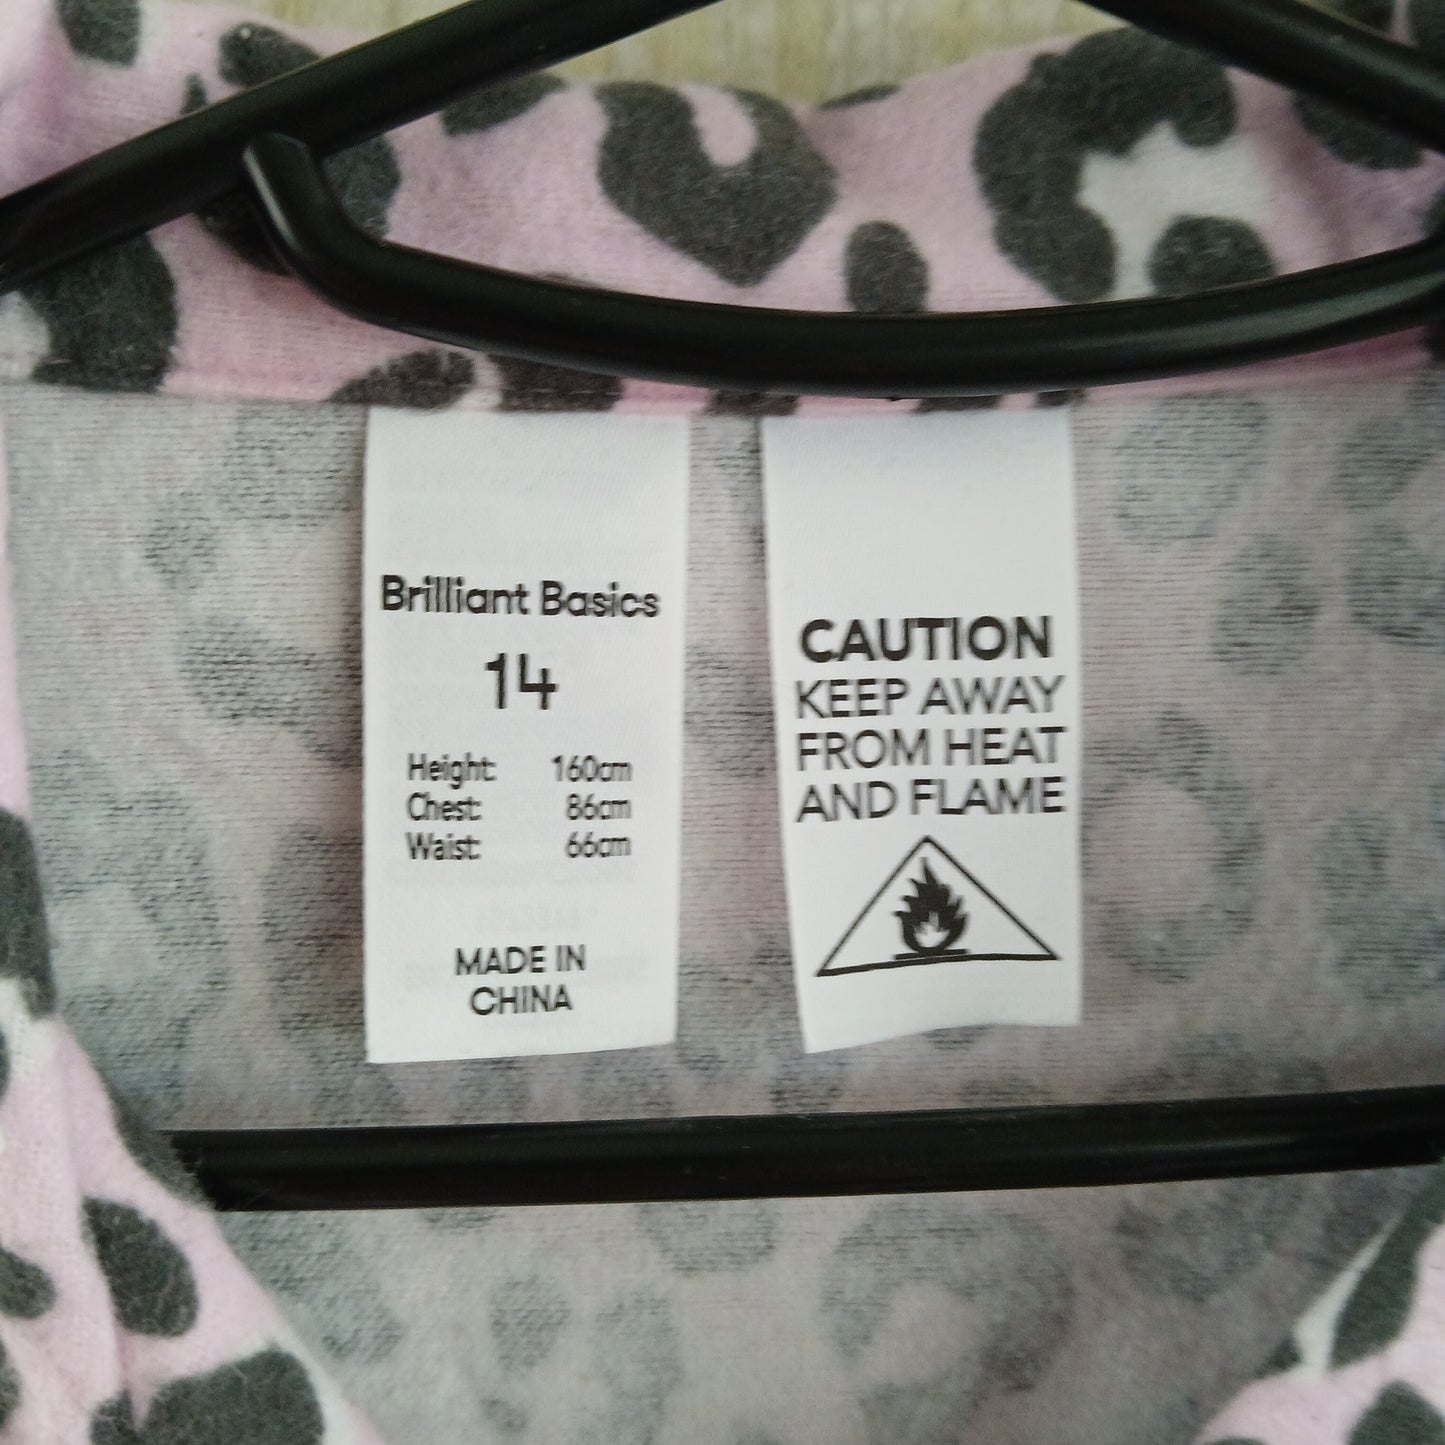 Brilliant Basics
14
Height: 160cm
Chest: 86cm
Waist: 66cm
MADE IN
CHINA
CAUTION
KEEP AWAY
FROM HEAT
AND FLAME